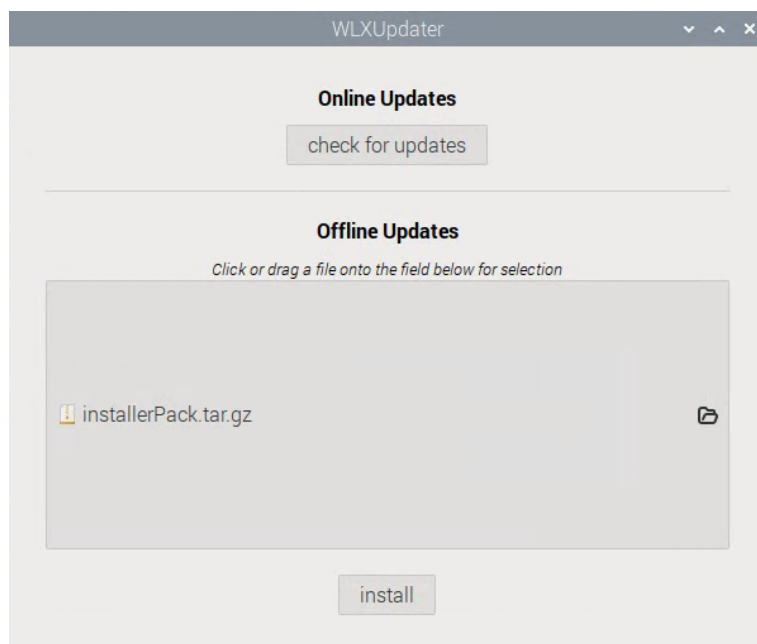 WLXUpdater
Online Updates
check for updates
Offline Updates
Click or drag a file onto the field below for selection
installerPack.tar.gz
install